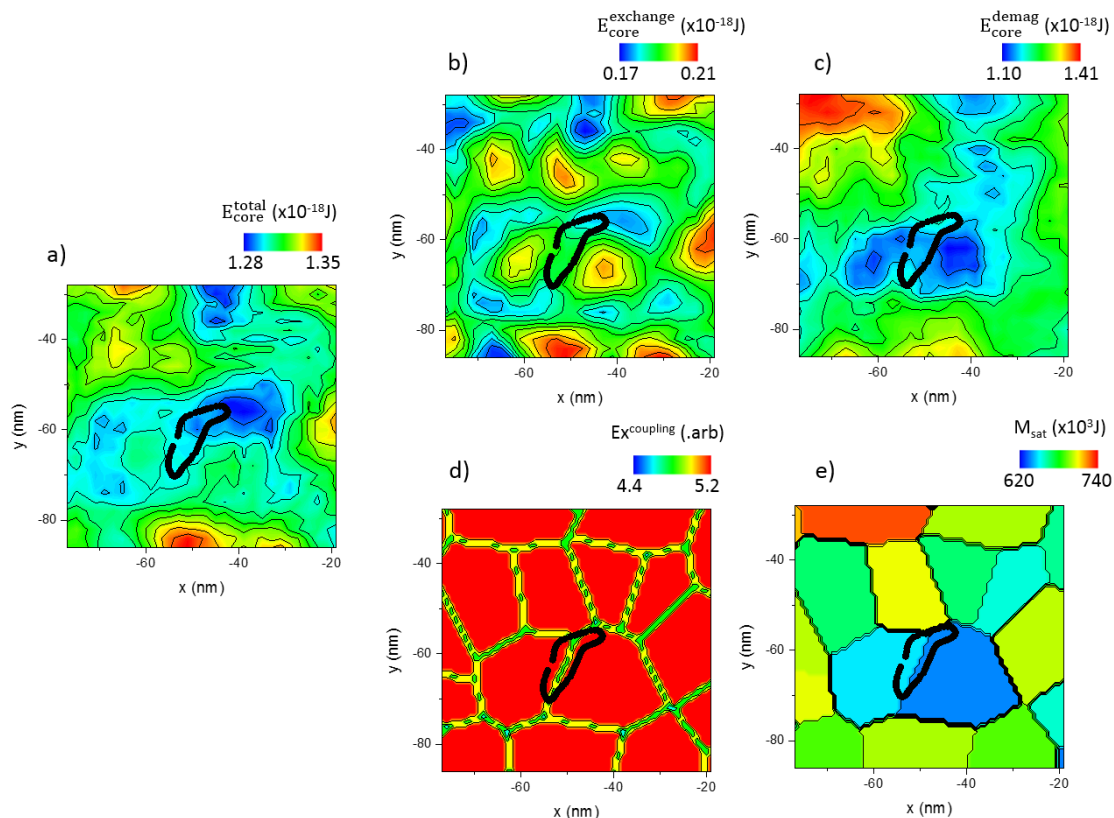 b)
E_core^exchange (x10^-18J)
0.17 0.21
c)
E_core^demag (x10^-18J)
1.10 1.41
-40
-60
-80
y (nm)
-60 -40 -20
x (nm)
-40
-60
-80
y (nm)
-60 -40 -20
x (nm)
a)
E_core^total (x10^-18J)
1.28 1.35
-40
-60
-80
y (nm)
-60 -40 -20
x (nm)
d)
Ex^coupling (.arb)
4.4 5.2
-40
-60
-80
y (nm)
-60 -40 -20
x (nm)
e)
M_sat (x10^3J)
620 740
-40
-60
-80
y (nm)
-60 -40 -20
x (nm)